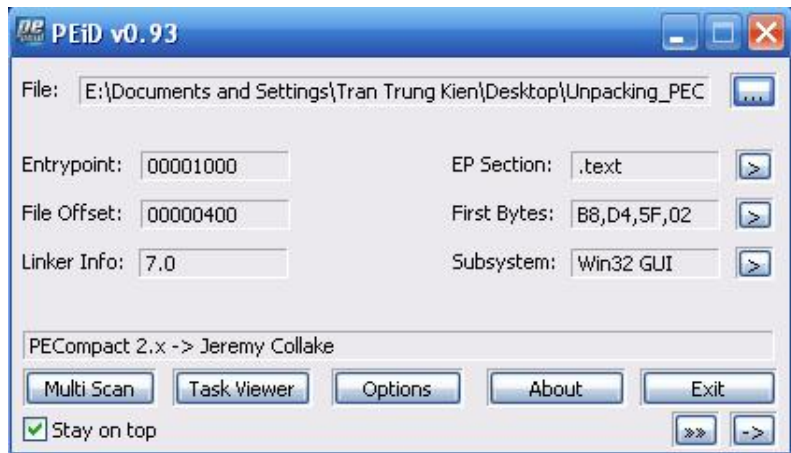 PEiD v0.93
File: E:\Documents and Settings\Tran Trung Kien\Desktop\Unpacking_PEC ...
Entrypoint: 00001000 EP Section: .text >
File Offset: 00000400 First Bytes: B8,D4,5F,02 >
Linker Info: 7.0 Subsystem: Win32 GUI >
PECompact 2.x -> Jeremy Collake
Multi Scan Task Viewer Options About Exit
Stay on top »» ->